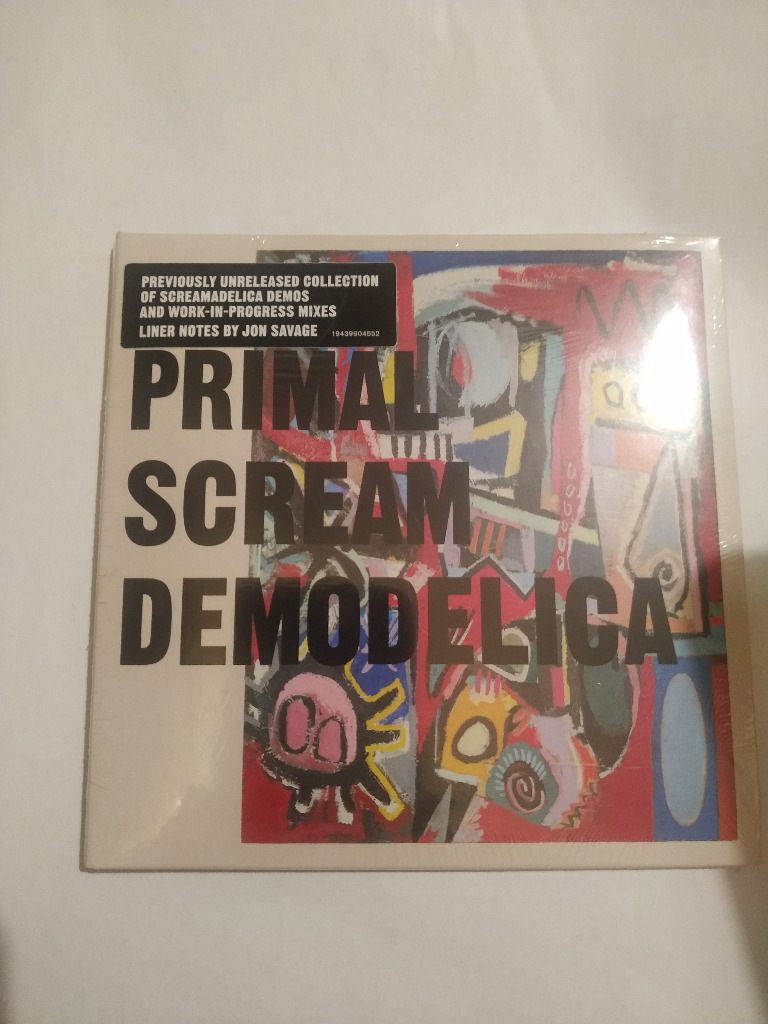 PREVIOUSLY UNRELEASED COLLECTION
OF SCREAMADELICA DEMOS
AND WORK-IN-PROGRESS MIXES
LINER NOTES BY JON SAVAGE 19439904552
PRIMAL
SCREAM
DEMODELICA